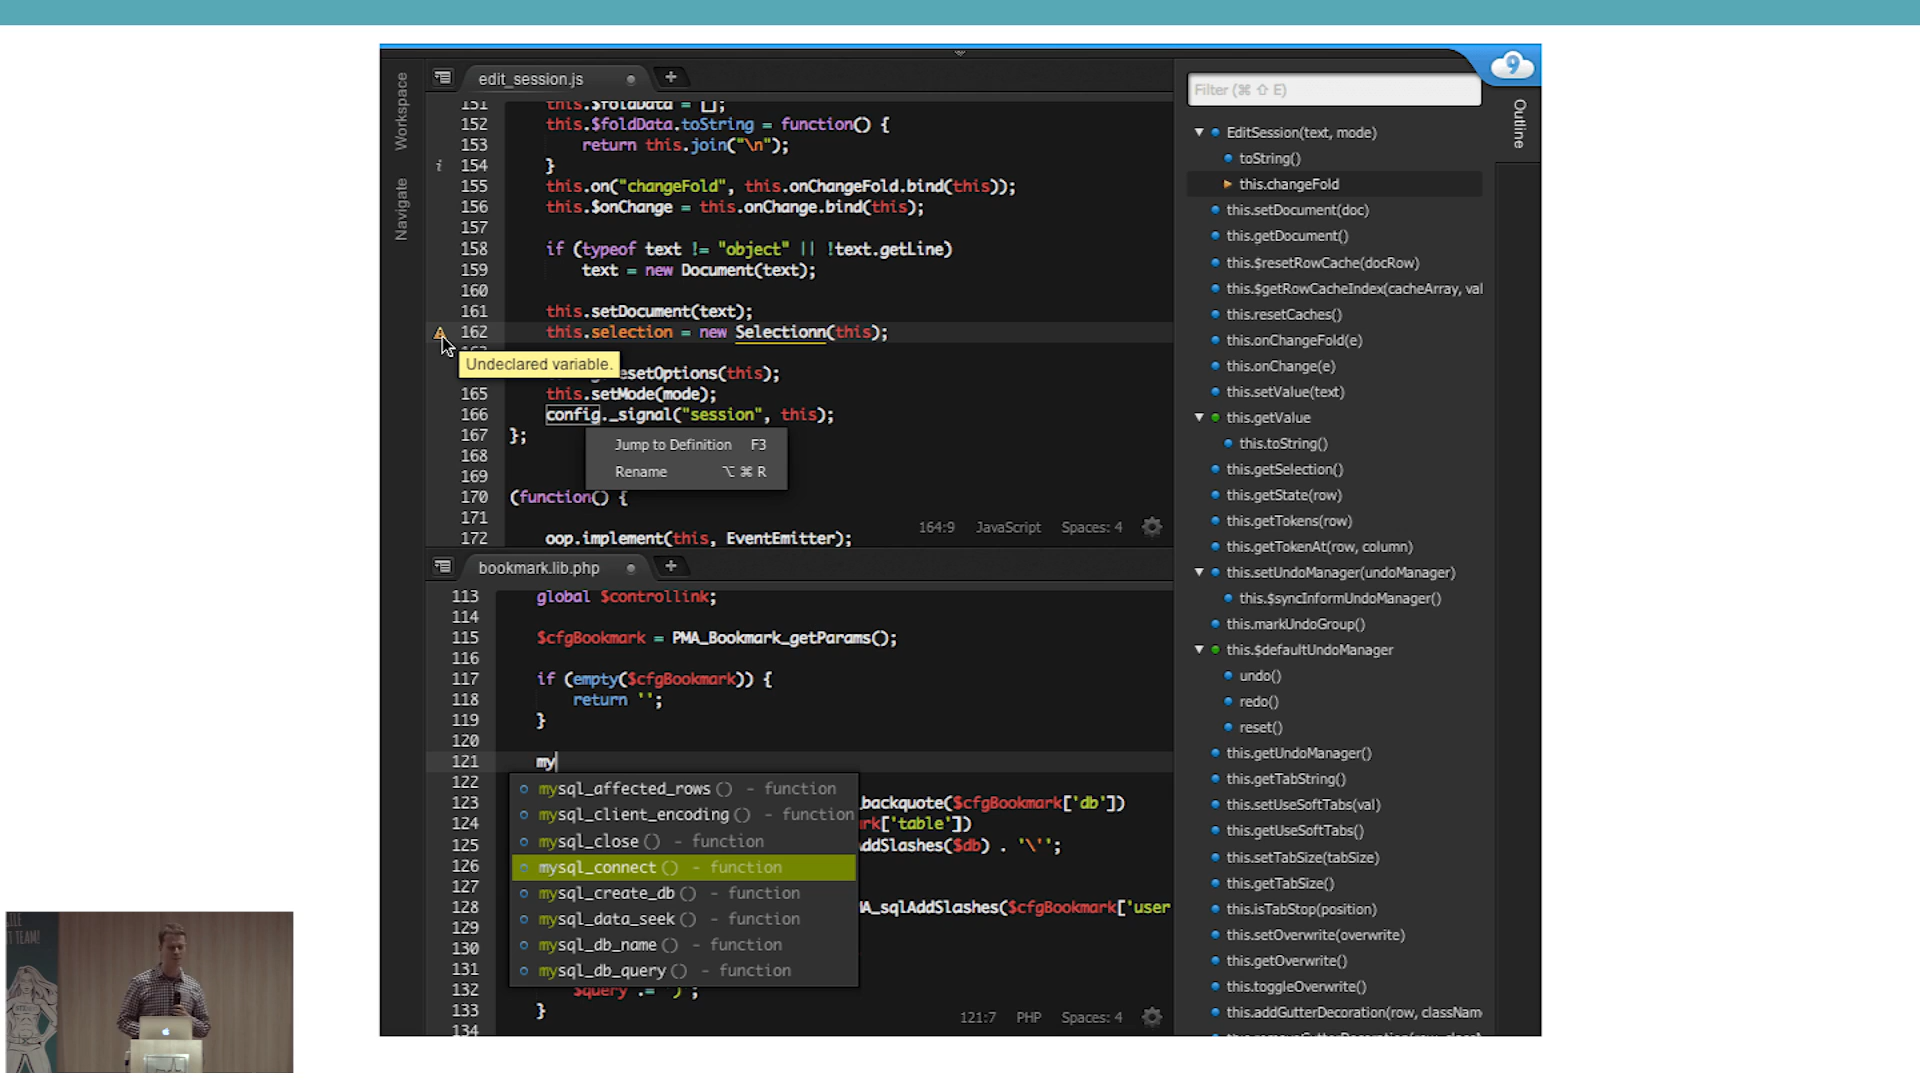 Workspace
Navigate
edit_session.js
151 this.$foldData = [];
152 this.$foldData.toString = function() {
153 return this.join("\n");
i 154 }
155 this.on("changeFold", this.onChangeFold.bind(this));
156 this.$onChange = this.onChange.bind(this);
157
158 if (typeof text != "object" || !text.getLine)
159 text = new Document(text);
160
161 this.setDocument(text);
162 this.selection = new Selectionn(this);
Undeclared variable.
esetOptions(this);
165 this.setMode(mode);
166 config._signal("session", this);
167 };
Jump to Definition F3
168
Rename ⌥ ⌘ R
169
170 (function() {
171
172 oop.implement(this, EventEmitter);
164:9 JavaScript Spaces: 4
bookmark.lib.php
113 global $controllink;
114
115 $cfgBookmark = PMA_Bookmark_getParams();
116
117 if (empty($cfgBookmark)) {
118 return '';
119 }
120
121 my
122
mysql_affected_rows() - function
mysql_client_encoding() - function
mysql_close() - function
mysql_connect() - function
mysql_create_db() - function
mysql_data_seek() - function
mysql_db_name() - function
mysql_db_query() - function
123 backquote($cfgBookmark['db'])
124 rk['table'])
125 ddSlashes($db) . '\'';
126
127
128 A_sqlAddSlashes($cfgBookmark['user
129
130
131
132 $query .= ')';
133 }
134
121:7 PHP Spaces: 4
9
Outline
Filter (⌘ ⇧ E)
EditSession(text, mode)
toString()
this.changeFold
this.setDocument(doc)
this.getDocument()
this.$resetRowCache(docRow)
this.$getRowCacheIndex(cacheArray, val
this.resetCaches()
this.onChangeFold(e)
this.onChange(e)
this.setValue(text)
this.getValue
this.toString()
this.getSelection()
this.getState(row)
this.getTokens(row)
this.getTokenAt(row, column)
this.setUndoManager(undoManager)
this.$syncInformUndoManager()
this.markUndoGroup()
this.$defaultUndoManager
undo()
redo()
reset()
this.getUndoManager()
this.getTabString()
this.setUseSoftTabs(val)
this.getUseSoftTabs()
this.setTabSize(tabSize)
this.getTabSize()
this.isTabStop(position)
this.setOverwrite(overwrite)
this.getOverwrite()
this.toggleOverwrite()
this.addGutterDecoration(row, classNam
T TEAM!